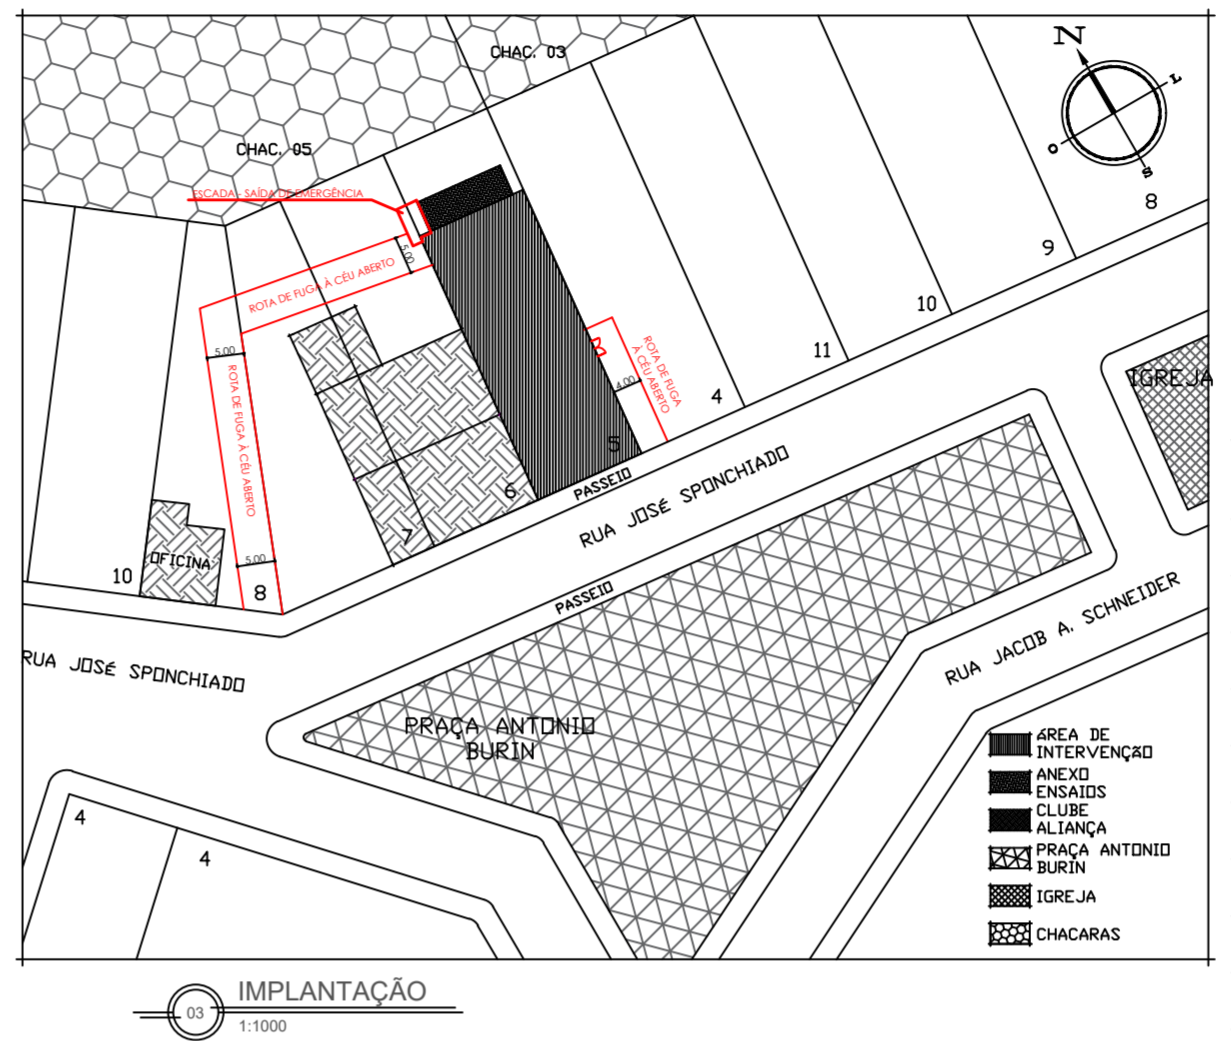 CHAC. 03
N
L
O
S
CHAC. 05
ESCADA - SAÍDA DE EMERGÊNCIA
8
5.00
ROTA DE FUGA À CÉU ABERTO
9
10
ROTA DE FUGA
À CÉU ABERTO
4.00
11
4
5.00
ROTA DE FUGA À CÉU ABERTO
IGREJA
5
PASSEIO
RUA JOSÉ SPONCHIADO
6
7
OFICINA
5.00
10
8
PASSEIO
RUA JACOB A. SCHNEIDER
RUA JOSÉ SPONCHIADO
PRAÇA ANTONIO
BURIN
4
4
ÁREA DE
INTERVENÇÃO
ANEXO
ENSAIOS
CLUBE
ALIANÇA
PRAÇA ANTONIO
BURIN
IGREJA
CHACARAS
03
IMPLANTAÇÃO
1:1000